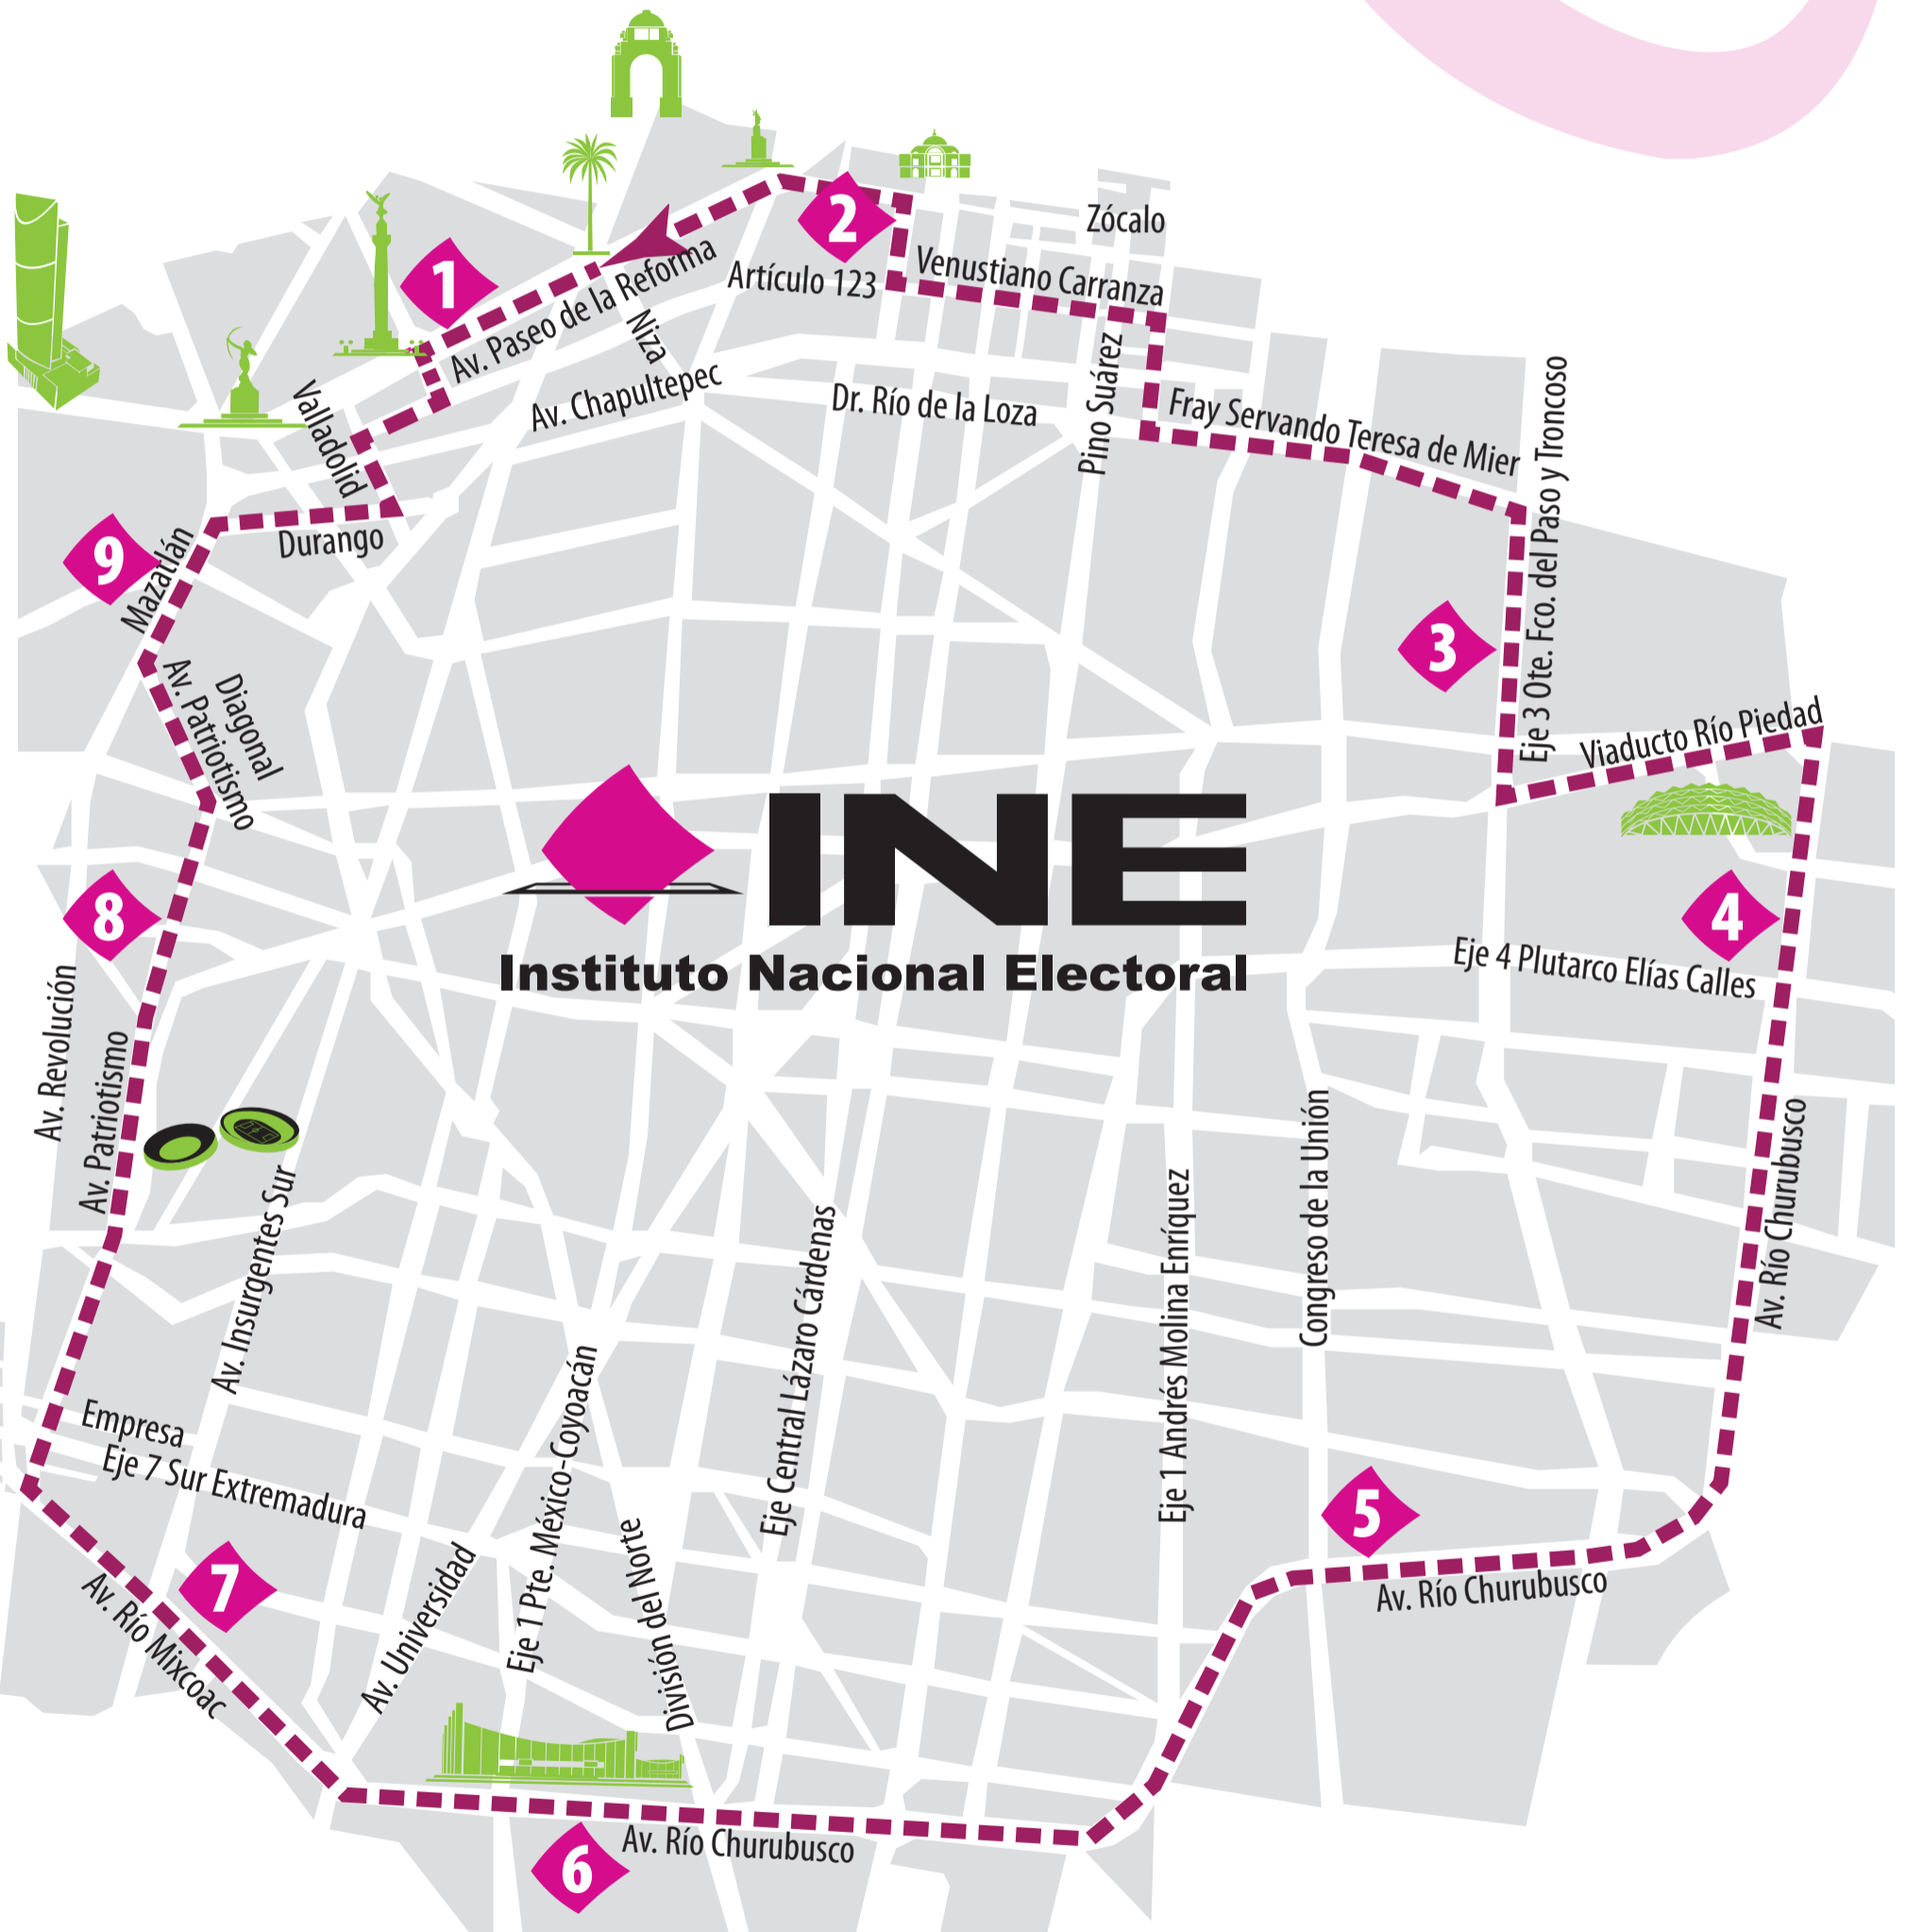 Zócalo
2
1
Venustiano Carranza
Artículo 123
Av. Paseo de la Reforma
Niza
Av. Chapultepec
Dr. Río de la Loza
Pino Suárez
Fray Servando Teresa de Mier
Eje 3 Ote. Fco. del Paso y Troncoso
Valladolid
Durango
9
Mazatlán
3
Diagonal
Av. Patriotismo
Viaducto Río Piedad
INE
Instituto Nacional Electoral
8
4
Eje 4 Plutarco Elías Calles
Av. Revolución
Av. Patriotismo
Av. Insurgentes Sur
Eje Central Lázaro Cárdenas
Eje 1 Andrés Molina Enríquez
Congreso de la Unión
Av. Río Churubusco
Empresa
Eje 7 Sur Extremadura
Eje 1 Pte. México-Coyoacán
5
Av. Río Churubusco
7
Av. Río Mixcoac
Av. Universidad
División del Norte
Av. Río Churubusco
6